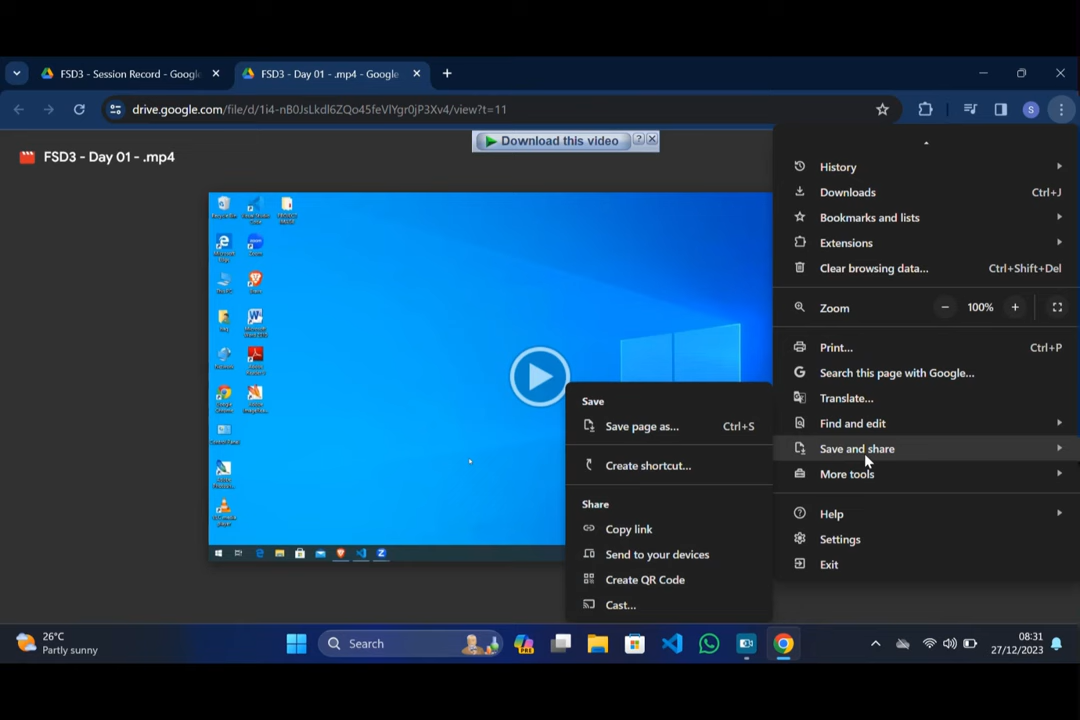 FSD3 - Session Record - Google
FSD3 - Day 01 - .mp4 - Google
drive.google.com/file/d/1i4-nB0JsLkdl6ZQo45feVlYgr0jP3Xv4/view?t=11
S
Download this video
?
FSD3 - Day 01 - .mp4
History
Downloads Ctrl+J
Bookmarks and lists
Extensions
Clear browsing data... Ctrl+Shift+Del
Zoom 100%
Print... Ctrl+P
Search this page with Google...
Translate...
Find and edit
Save and share
More tools
Help
Settings
Exit
Save
Save page as... Ctrl+S
Create shortcut...
Share
Copy link
Send to your devices
Create QR Code
Cast...
26°C
Partly sunny
Search
PRE
08:31
27/12/2023